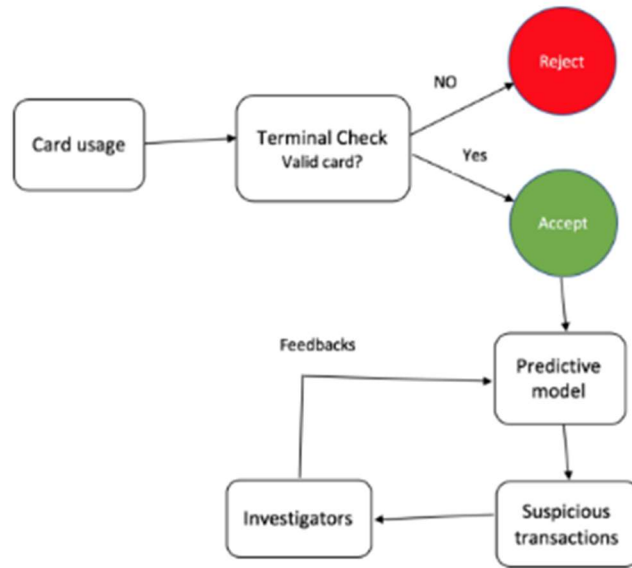 Reject
NO
Card usage
Terminal Check
Valid card?
Yes
Accept
Feedbacks
Predictive
model
Investigators
Suspicious
transactions